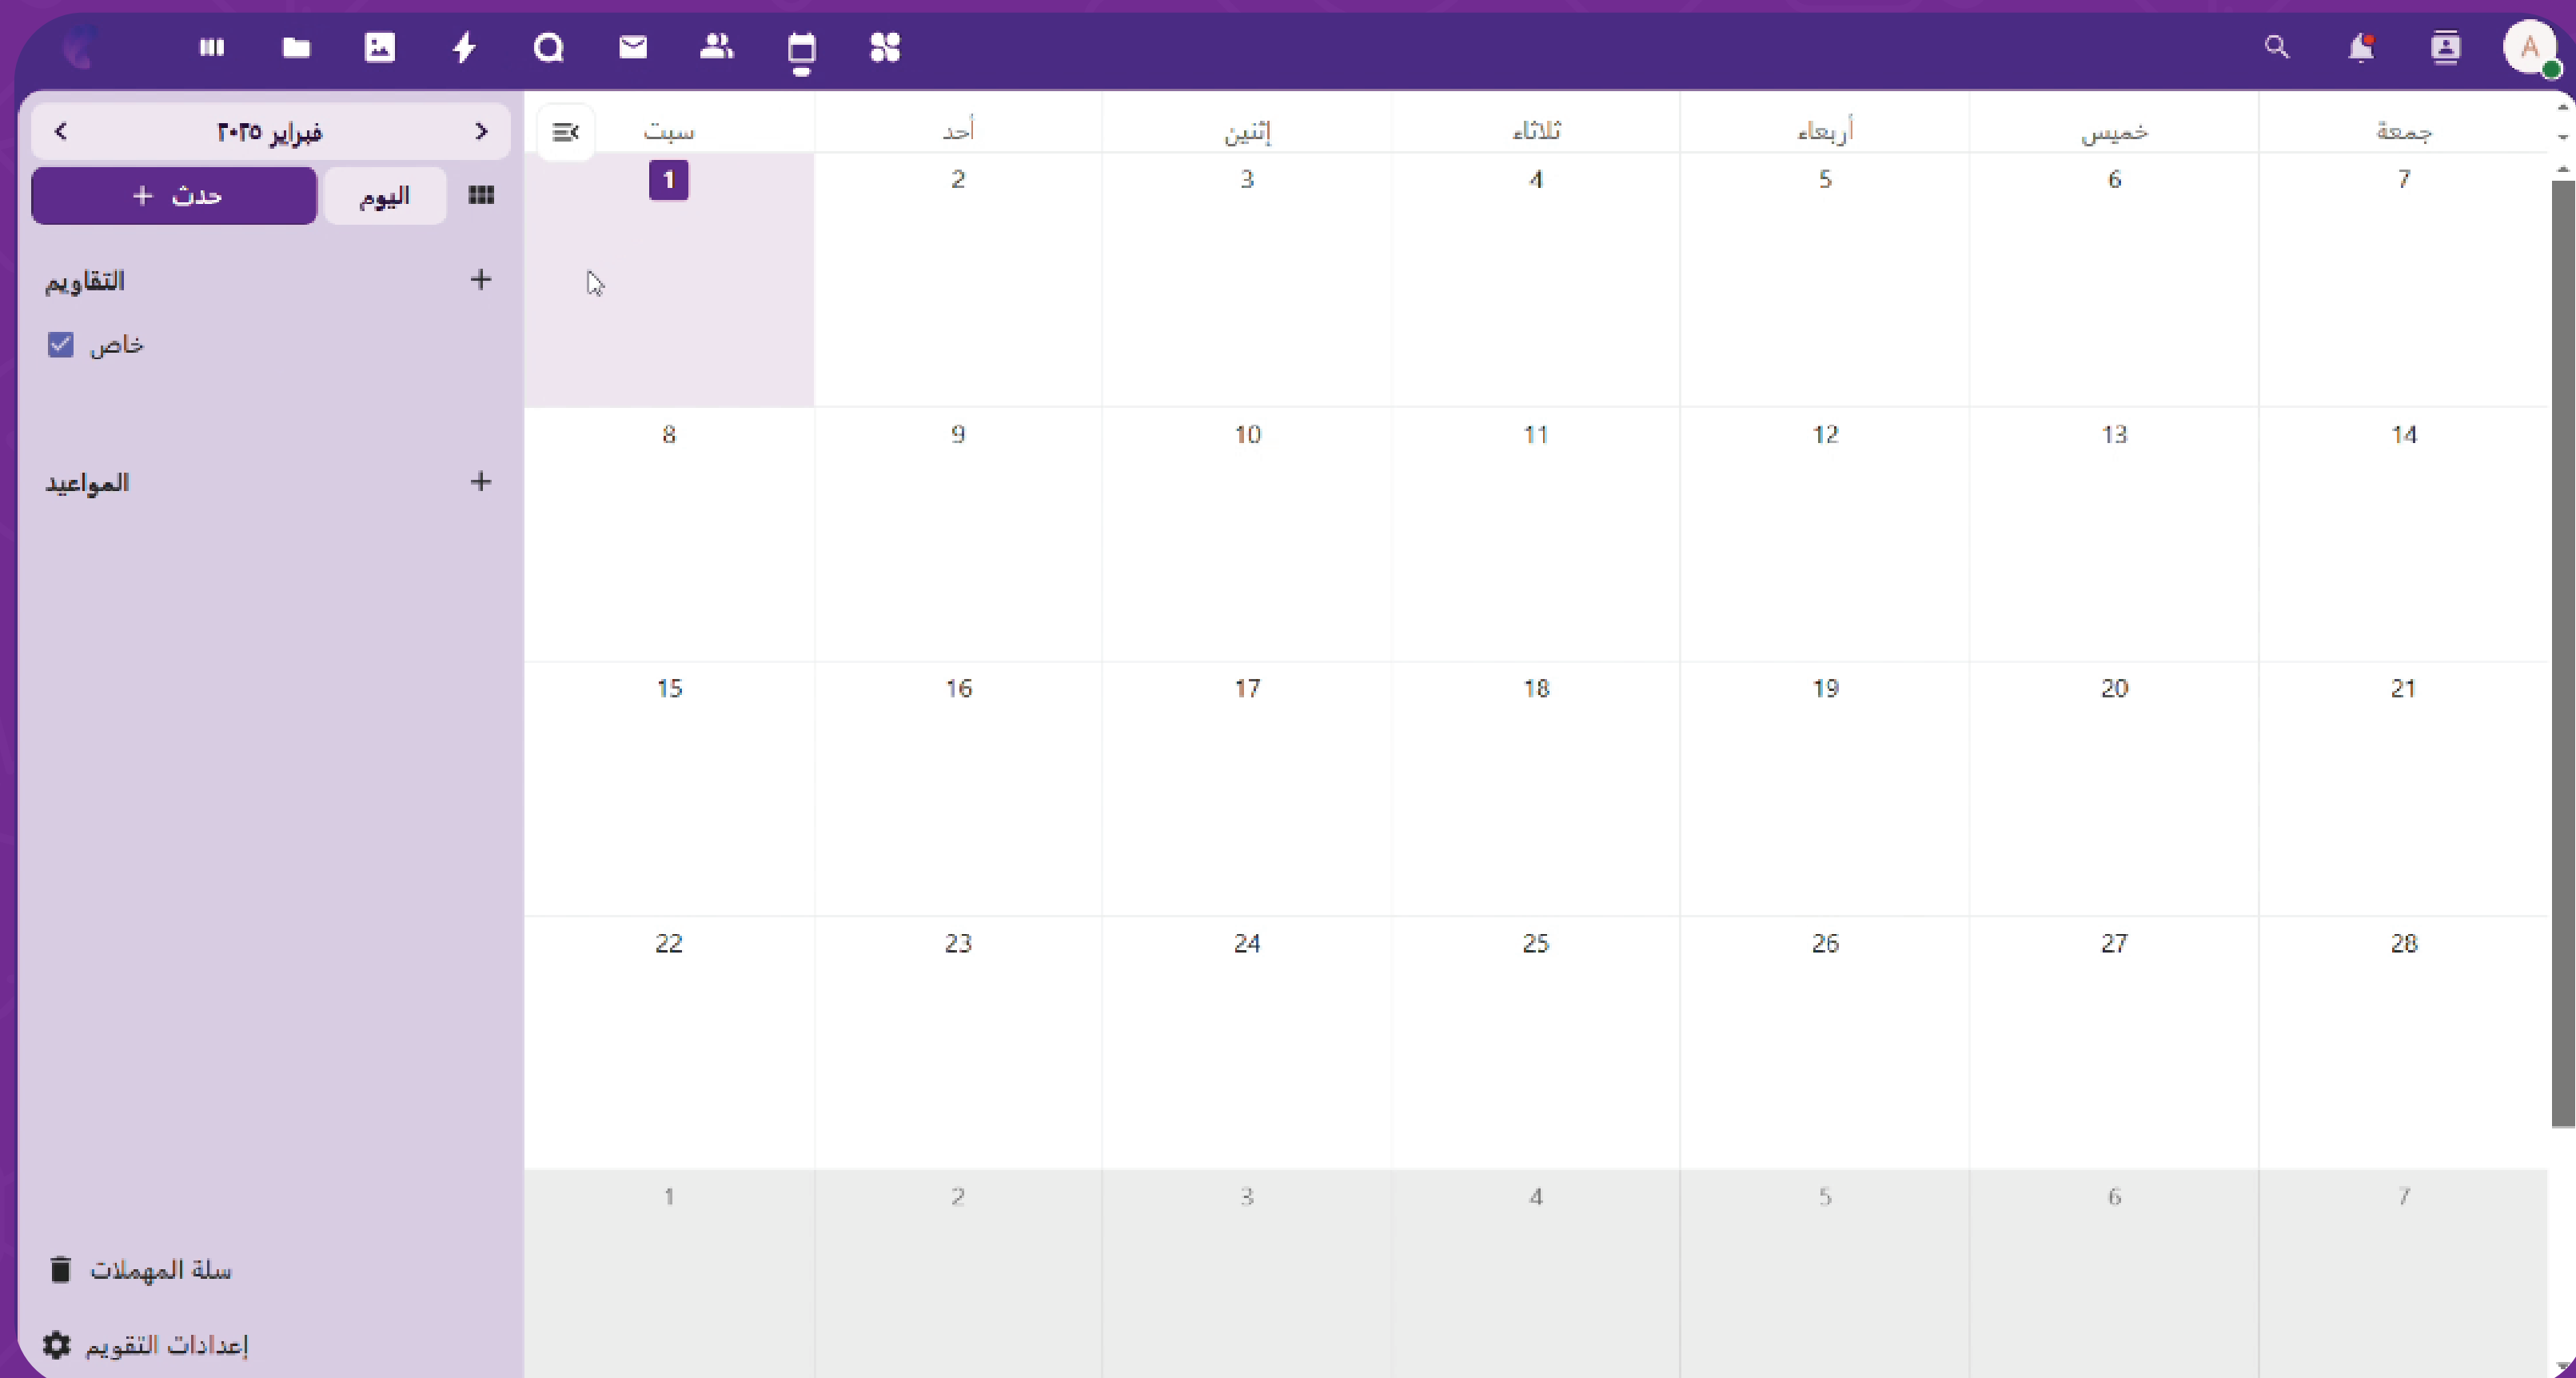 A
فبراير ٢٠٢٥
حدث
اليوم
التقاويم
خاص
المواعيد
سلة المهملات
إعدادات التقويم
سبت أحد إثنين ثلاثاء أربعاء خميس جمعة
1 2 3 4 5 6 7
8 9 10 11 12 13 14
15 16 17 18 19 20 21
22 23 24 25 26 27 28
1 2 3 4 5 6 7